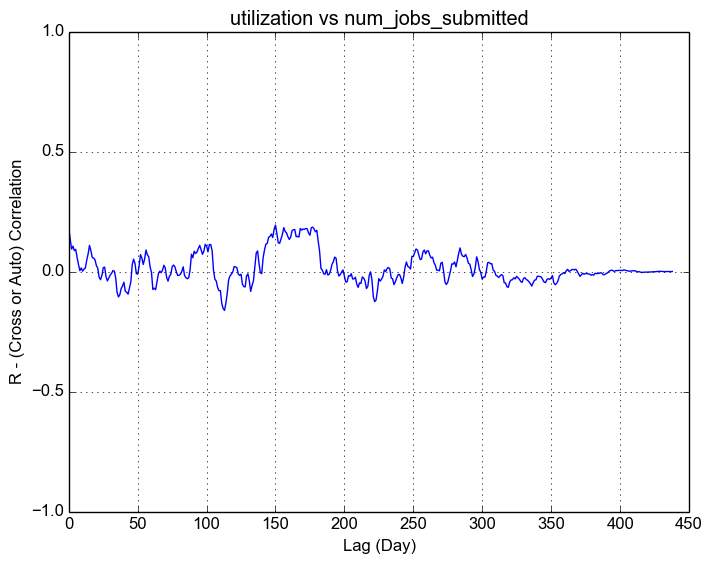 utilization vs num_jobs_submitted
1.0
0.5
0.0
−0.5
−1.0
R - (Cross or Auto) Correlation
0 50 100 150 200 250 300 350 400 450
Lag (Day)